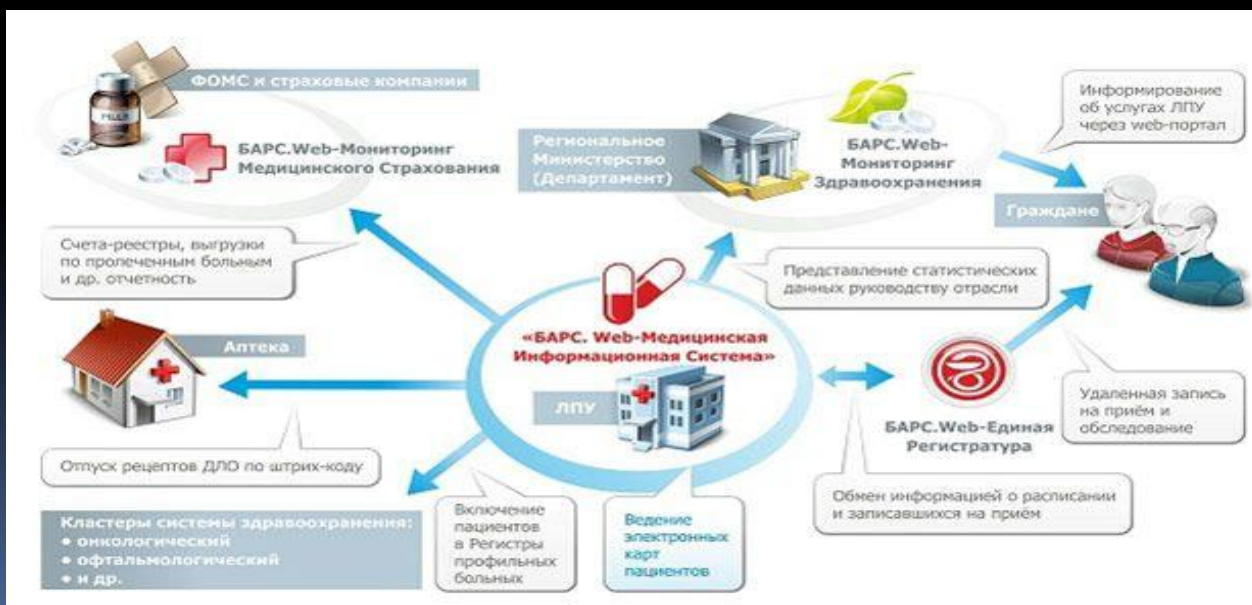 ФОМС и страховые компании
БАРС.Web-Мониторинг
Медицинского Страхования
Региональное
Министерство
(Департамент)
БАРС.Web-
Мониторинг
Здравоохранения
Информирование
об услугах ЛПУ
через web-портал
Граждане
Счета-реестры, выгрузки
по пролеченным больным
и др. отчетность
Представление статистических
данных руководству отрасли
Аптека
«БАРС. Web-Медицинская
Информационная Система»
ЛПУ
БАРС.Web-Единая
Регистратура
Удаленная запись
на приём и
обследование
Отпуск рецептов ДЛО по штрих-коду
Обмен информацией о расписании
и записавшихся на приём
Кластеры системы здравоохранения:
• онкологический
• офтальмологический
• и др.
Включение
пациентов
в Регистры
профильных
больных
Ведение
электронных
карт
пациентов